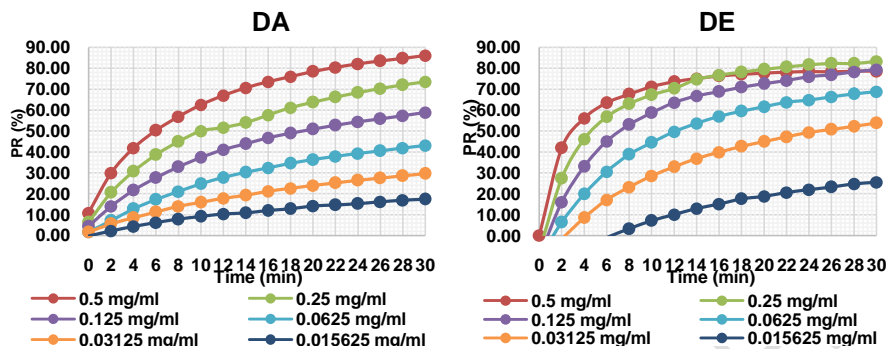 DA
PR (%)
90.00
80.00
70.00
60.00
50.00
40.00
30.00
20.00
10.00
0.00
0 2 4 6 8 10 12 14 16 18 20 22 24 26 28 30
Time (min)
0.5 mg/ml
0.25 mg/ml
0.125 mg/ml
0.0625 mg/ml
0.03125 mg/ml
0.015625 mg/ml
DE
PR (%)
90.00
80.00
70.00
60.00
50.00
40.00
30.00
20.00
10.00
0.00
0 2 4 6 8 10 12 14 16 18 20 22 24 26 28 30
Time (min)
0.5 mg/ml
0.25 mg/ml
0.125 mg/ml
0.0625 mg/ml
0.03125 mg/ml
0.015625 mg/ml